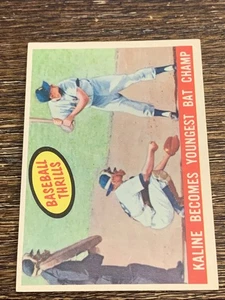 BASEBALL
THRILLS
KALINE BECOMES YOUNGEST BAT CHAMP